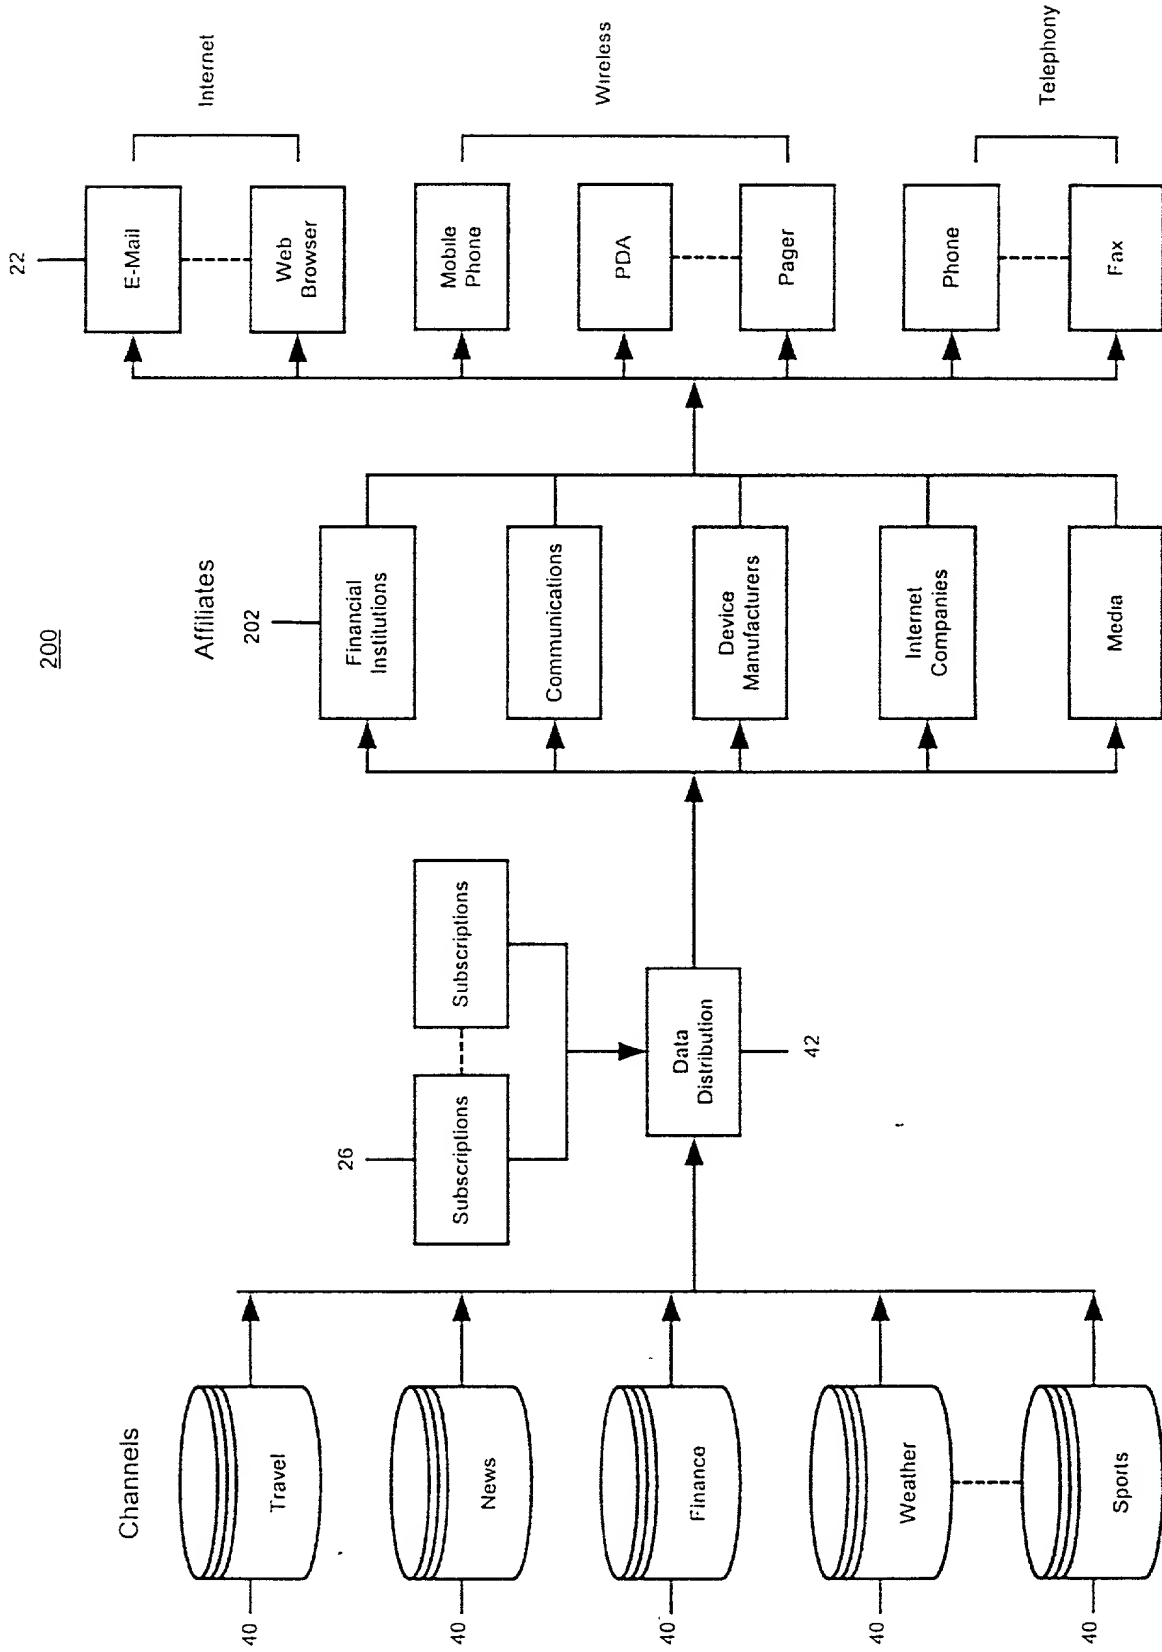 200
Channels
40
Travel
40
News
40
Finance
40
Weather
40
Sports
26
Subscriptions
Subscriptions
Data
Distribution
42
Affiliates
202
Financial
Institutions
Communications
Device
Manufacturers
Internet
Companies
Media
22
E-Mail
Web
Browser
Internet
Mobile
Phone
PDA
Pager
Wireless
Phone
Fax
Telephony